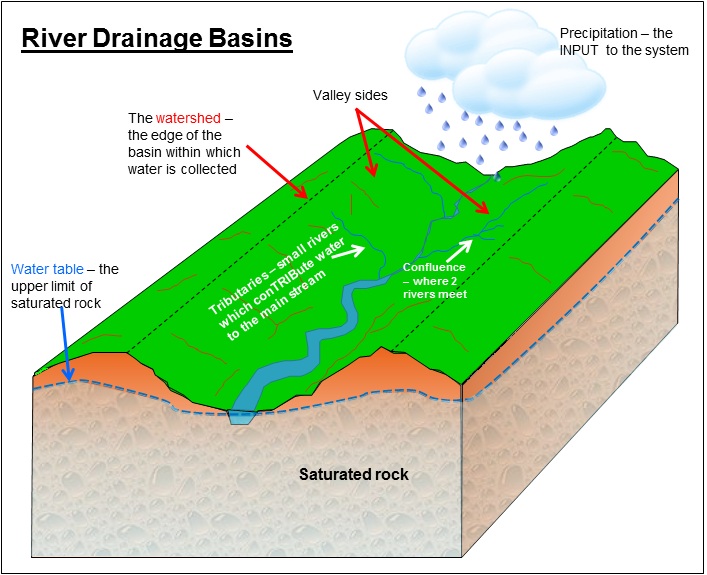 River Drainage Basins
Precipitation – the
INPUT to the system
Valley sides
The watershed –
the edge of the
basin within which
water is collected
Tributaries – small rivers
which conTRIBute water
to the main stream
Confluence
– where 2
rivers meet
Water table – the
upper limit of
saturated rock
Saturated rock